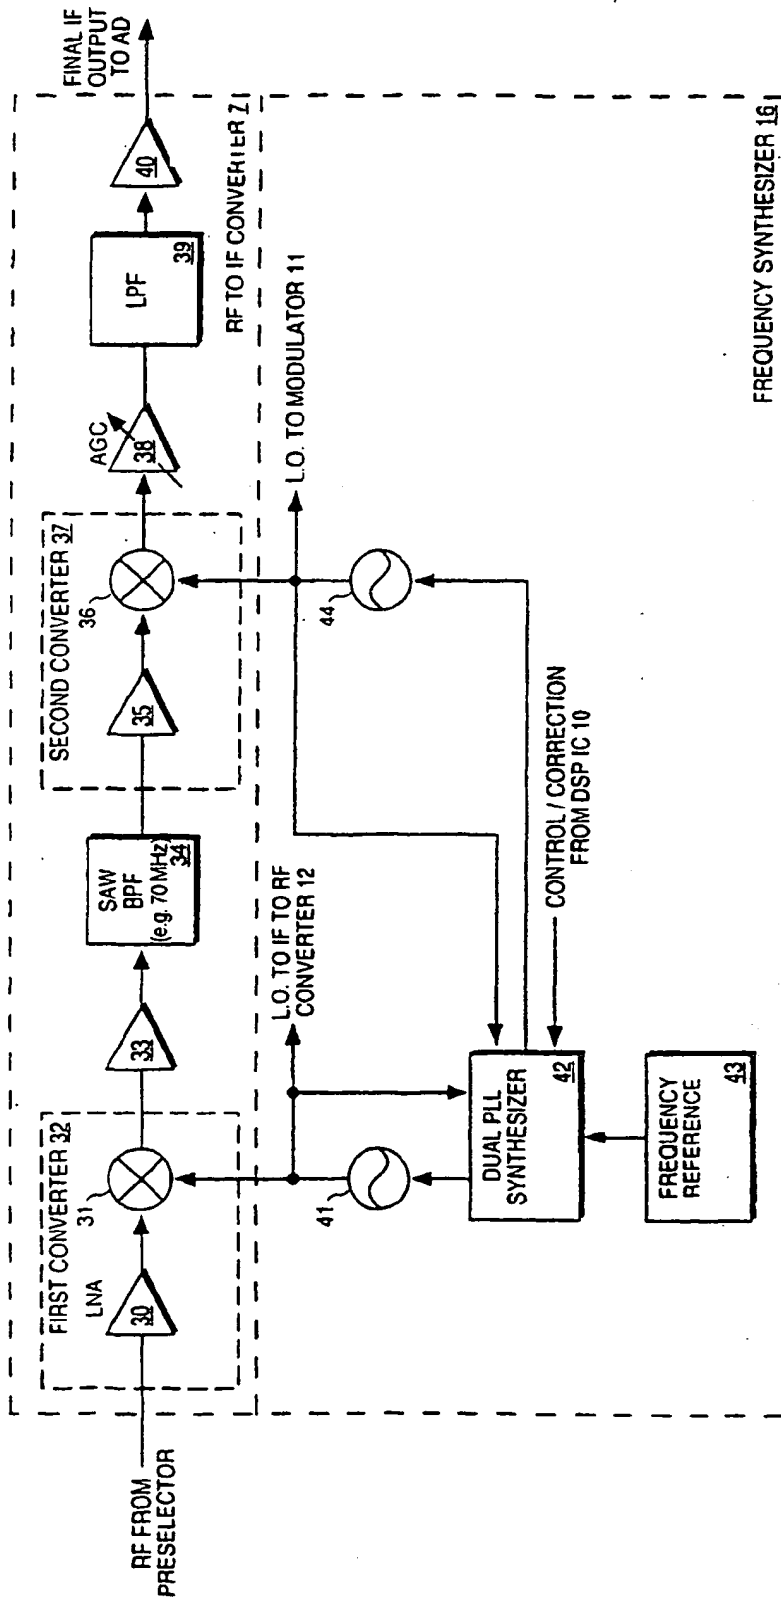 RF FROM
PRESELECTOR
FIRST CONVERTER 32
LNA
30
31
33
SAW
BPF
(e.g. 70 MHz)
34
SECOND CONVERTER 37
35
36
AGC
38
LPF
39
40
FINAL IF
OUTPUT
TO AD
RF TO IF CONVERTER 7
L.O. TO IF TO RF
CONVERTER 12
L.O. TO MODULATOR 11
41
44
DUAL PLL
SYNTHESIZER
42
CONTROL / CORRECTION
FROM DSP IC 10
FREQUENCY
REFERENCE
43
FREQUENCY SYNTHESIZER 16